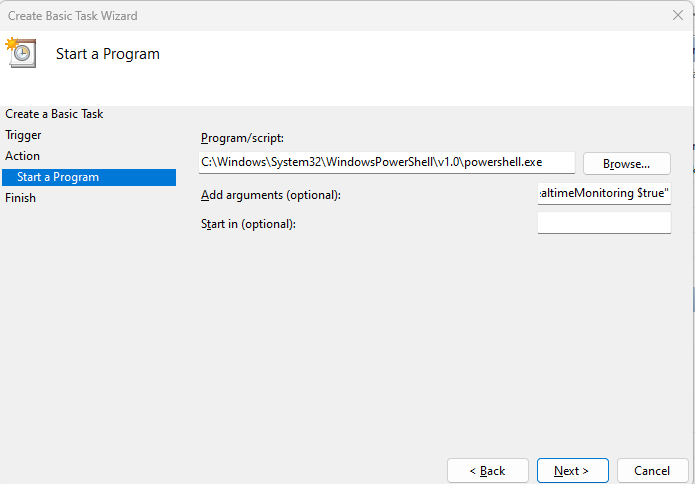 Create Basic Task Wizard
Start a Program
Create a Basic Task
Trigger
Action
Start a Program
Finish
Program/script:
C:\Windows\System32\WindowsPowerShell\v1.0\powershell.exe
Browse...
Add arguments (optional):
altimeMonitoring $true"
Start in (optional):
< Back
Next >
Cancel